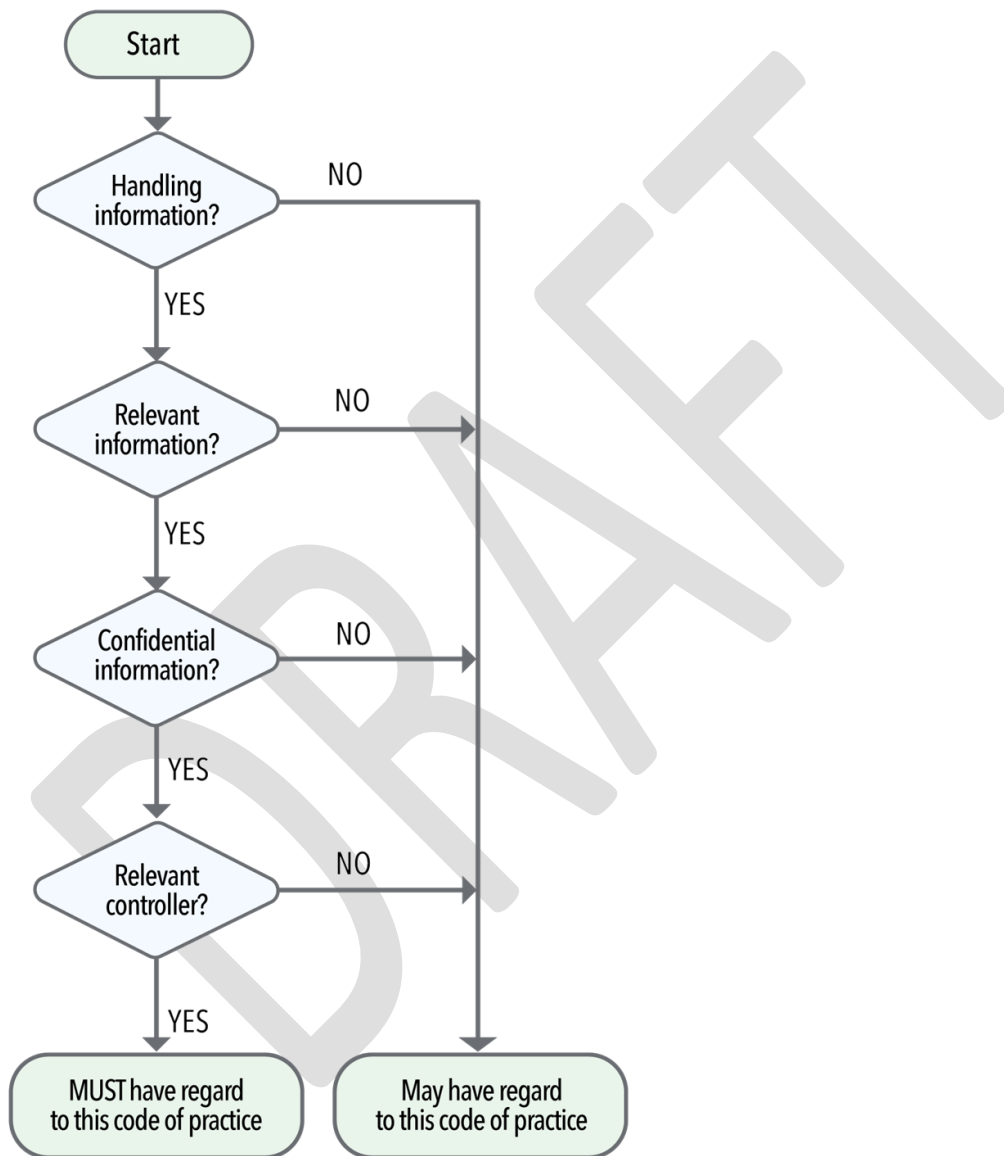 Start
Handling
information?
NO
YES
Relevant
information?
NO
YES
Confidential
information?
NO
YES
Relevant
controller?
NO
YES
MUST have regard
to this code of practice
May have regard
to this code of practice
DRAFT